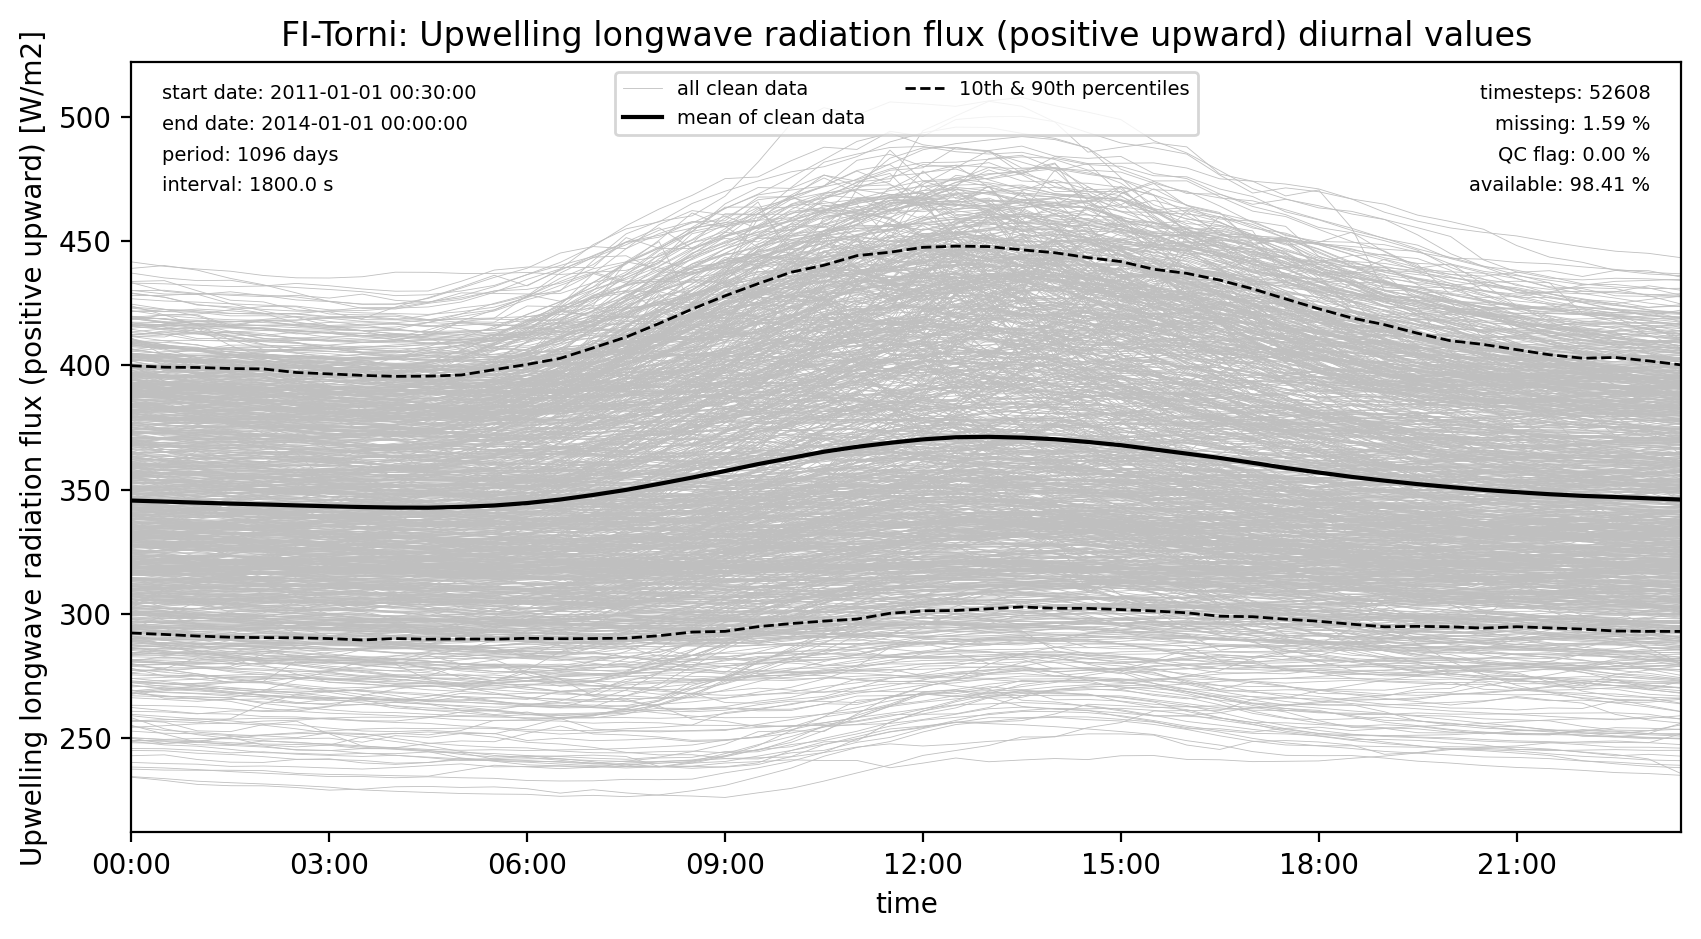 FI-Torni: Upwelling longwave radiation flux (positive upward) diurnal values
start date: 2011-01-01 00:30:00
end date: 2014-01-01 00:00:00
period: 1096 days
interval: 1800.0 s
all clean data
mean of clean data
10th & 90th percentiles
timesteps: 52608
missing: 1.59 %
QC flag: 0.00 %
available: 98.41 %
Upwelling longwave radiation flux (positive upward) [W/m2]
500
450
400
350
300
250
00:00 03:00 06:00 09:00 12:00 15:00 18:00 21:00
time